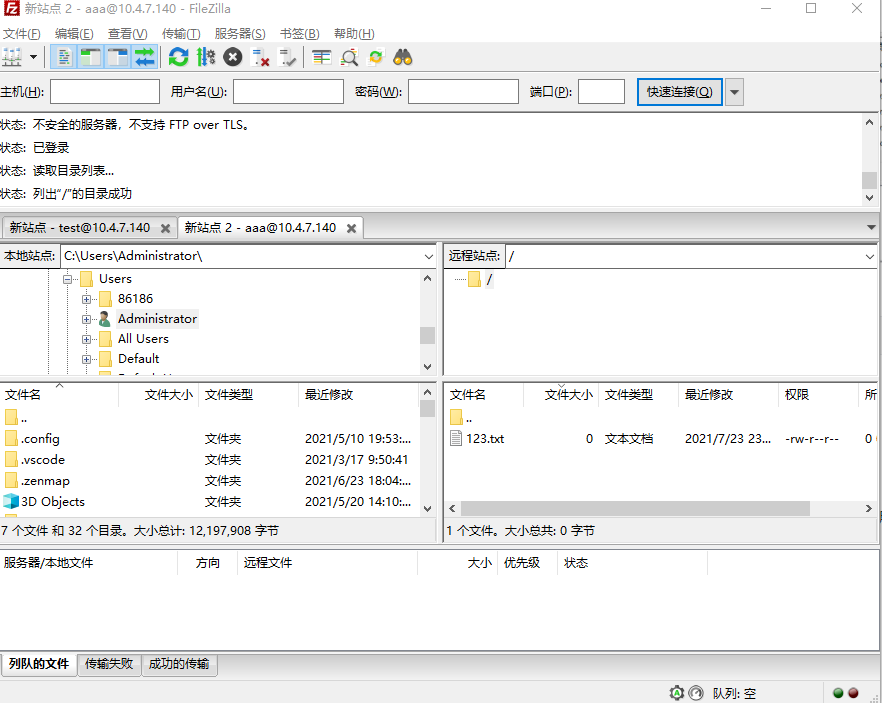 新站点 2 - aaa@10.4.7.140 - FileZilla
文件(F) 编辑(E) 查看(V) 传输(T) 服务器(S) 书签(B) 帮助(H)
主机(H): 用户名(U): 密码(W): 端口(P): 快速连接(Q)
状态: 不安全的服务器，不支持 FTP over TLS。
状态: 已登录
状态: 读取目录列表...
状态: 列出“/”的目录成功
新站点 - test@10.4.7.140 新站点 2 - aaa@10.4.7.140
本地站点: C:\Users\Administrator\
Users
86186
Administrator
All Users
Default
远程站点: /
/
文件名 文件大小 文件类型 最近修改
..
.config 文件夹 2021/5/10 19:53:...
.vscode 文件夹 2021/3/17 9:50:41
.zenmap 文件夹 2021/6/23 18:04:...
3D Objects 文件夹 2021/5/20 14:10:...
7 个文件 和 32 个目录。大小总计: 12,197,908 字节
文件名 文件大小 文件类型 最近修改 权限 所
..
123.txt 0 文本文档 2021/7/23 23... -rw-r--r-- 0
1 个文件。大小总共: 0 字节
服务器/本地文件 方向 远程文件 大小 优先级 状态
列队的文件 传输失败 成功的传输
队列: 空